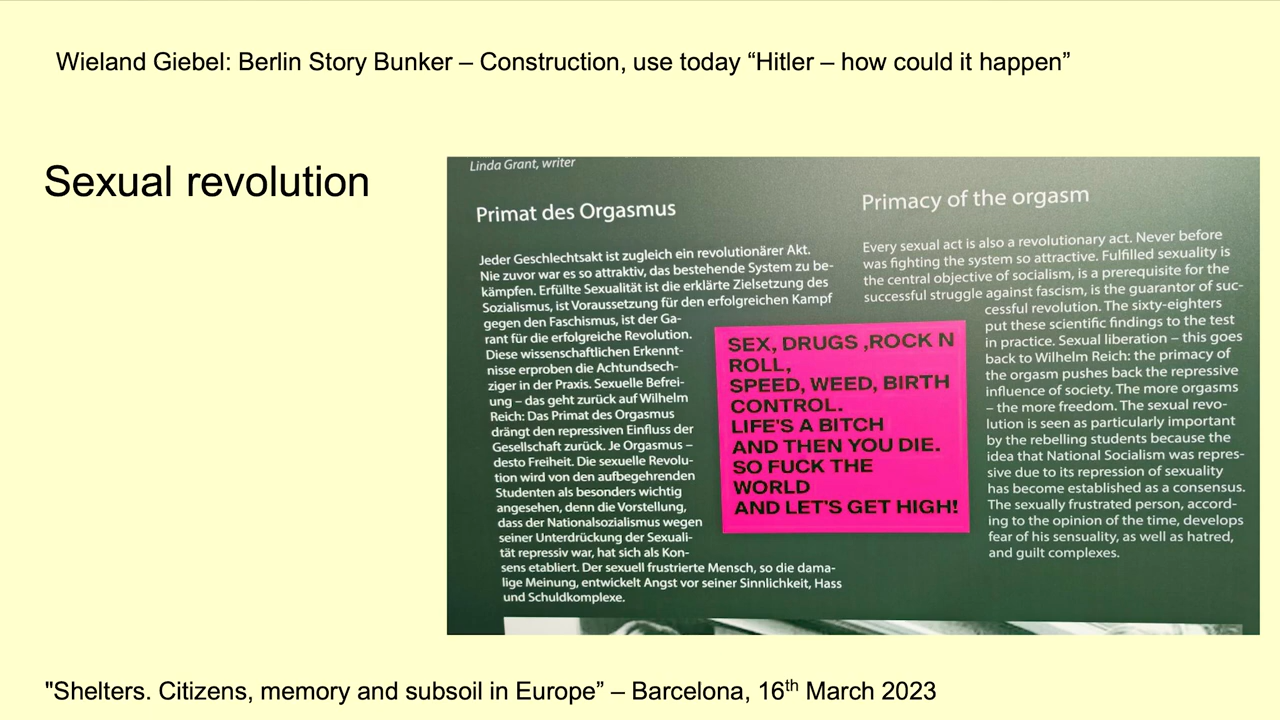 Wieland Giebel: Berlin Story Bunker – Construction, use today “Hitler – how could it happen”
Sexual revolution
Linda Grant, writer
Primat des Orgasmus
Jeder Geschlechtsakt ist zugleich ein revolutionärer Akt.
Nie zuvor war es so attraktiv, das bestehende System zu be-
kämpfen. Erfüllte Sexualität ist die erklärte Zielsetzung des
Sozialismus, ist Voraussetzung für den erfolgreichen Kampf
gegen den Faschismus, ist der Ga-
rant für die erfolgreiche Revolution.
Diese wissenschaftlichen Erkennt-
nisse erproben die Achtundsech-
ziger in der Praxis. Sexuelle Befrei-
ung – das geht zurück auf Wilhelm
Reich: Das Primat des Orgasmus
drängt den repressiven Einfluss der
Gesellschaft zurück. Je Orgasmus –
desto Freiheit. Die sexuelle Revolu-
tion wird von den aufbegehrenden
Studenten als besonders wichtig
angesehen, denn die Vorstellung,
dass der Nationalsozialismus wegen
seiner Unterdrückung der Sexuali-
tät repressiv war, hat sich als Kon-
sens etabliert. Der sexuell frustrierte Mensch, so die dama-
lige Meinung, entwickelt Angst vor seiner Sinnlichkeit, Hass
und Schuldkomplexe.
SEX, DRUGS ,ROCK N
ROLL,
SPEED, WEED, BIRTH
CONTROL.
LIFE'S A BITCH
AND THEN YOU DIE.
SO FUCK THE
WORLD
AND LET'S GET HIGH!
Primacy of the orgasm
Every sexual act is also a revolutionary act. Never before
was fighting the system so attractive. Fulfilled sexuality is
the central objective of socialism, is a prerequisite for the
successful struggle against fascism, is the guarantor of suc-
cessful revolution. The sixty-eighters
put these scientific findings to the test
in practice. Sexual liberation – this goes
back to Wilhelm Reich: the primacy of
the orgasm pushes back the repressive
influence of society. The more orgasms
– the more freedom. The sexual revo-
lution is seen as particularly important
by the rebelling students because the
idea that National Socialism was repres-
sive due to its repression of sexuality
has become established as a consensus.
The sexually frustrated person, accord-
ing to the opinion of the time, develops
fear of his sensuality, as well as hatred,
and guilt complexes.
"Shelters. Citizens, memory and subsoil in Europe” – Barcelona, 16th March 2023